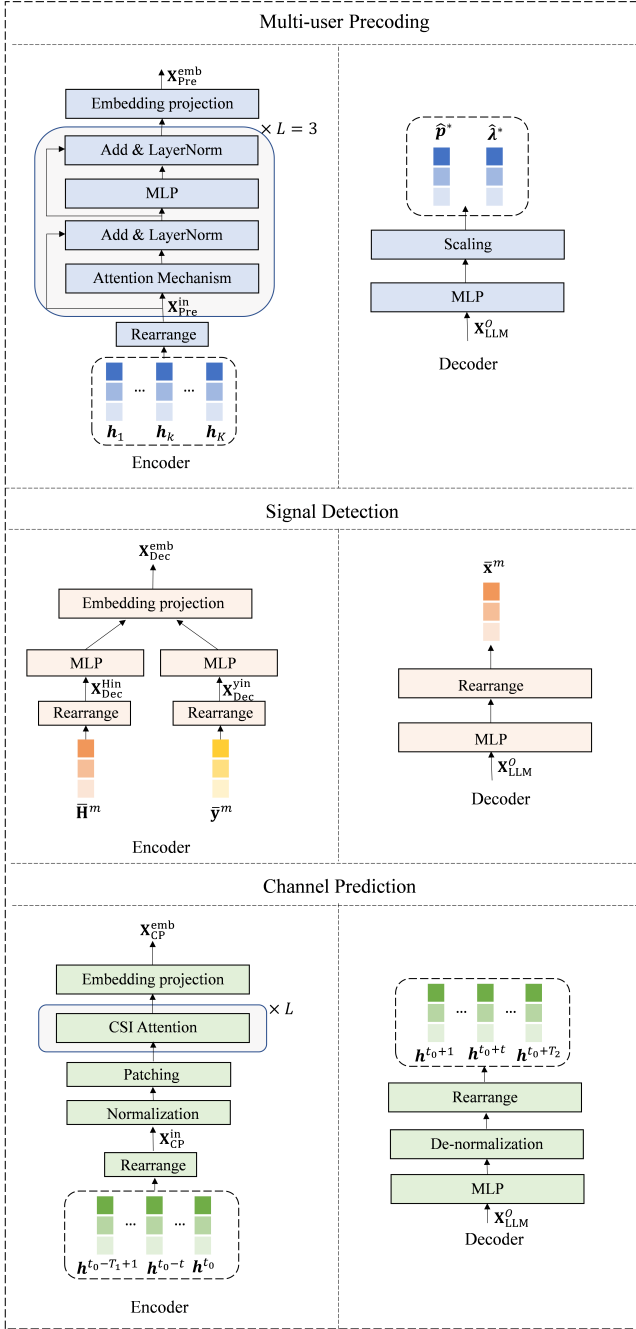 Multi-user Precoding
X_Pre^emb
Embedding projection
× L = 3
Add & LayerNorm
MLP
Add & LayerNorm
Attention Mechanism
X_Pre^in
Rearrange
... ...
h_1 h_k h_K
Encoder
p̂* λ̂*
Scaling
MLP
X_LLM^O
Decoder
Signal Detection
X_Dec^emb
Embedding projection
MLP MLP
X_Dec^Hin X_Dec^yin
Rearrange Rearrange
H̄^m ȳ^m
Encoder
x̄^m
Rearrange
MLP
X_LLM^O
Decoder
Channel Prediction
X_CP^emb
Embedding projection
× L
CSI Attention
Patching
Normalization
X_CP^in
Rearrange
... ...
h^{t_0−T_1+1} h^{t_0−t} h^{t_0}
Encoder
... ...
h^{t_0+1} h^{t_0+t} h^{t_0+T_2}
Rearrange
De-normalization
MLP
X_LLM^O
Decoder